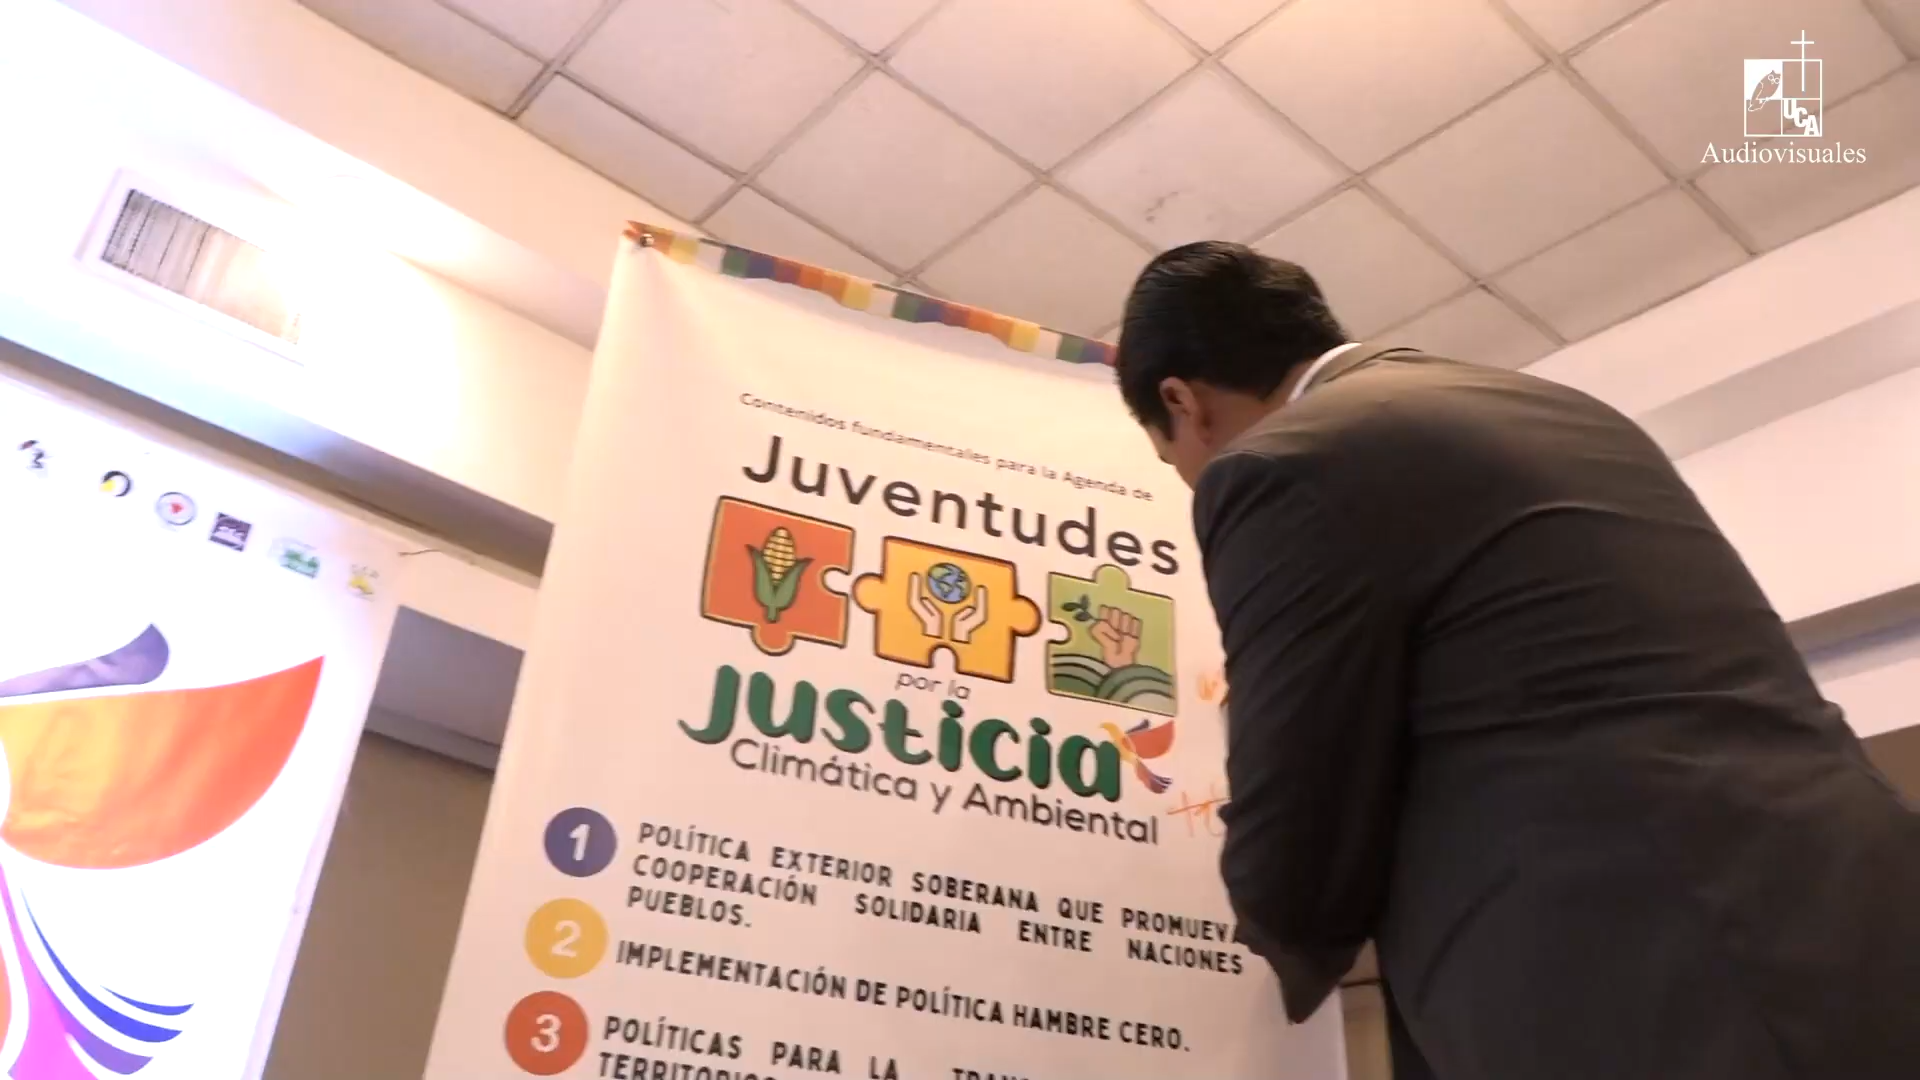 UCA
Audiovisuales
Contenidos fundamentales para la Agenda de
Juventudes
por la
Justicia
Climática y Ambiental
1 POLÍTICA EXTERIOR SOBERANA QUE PROMUEVA
COOPERACIÓN SOLIDARIA ENTRE NACIONES
PUEBLOS.
2 IMPLEMENTACIÓN DE POLÍTICA HAMBRE CERO.
3 POLÍTICAS PARA LA